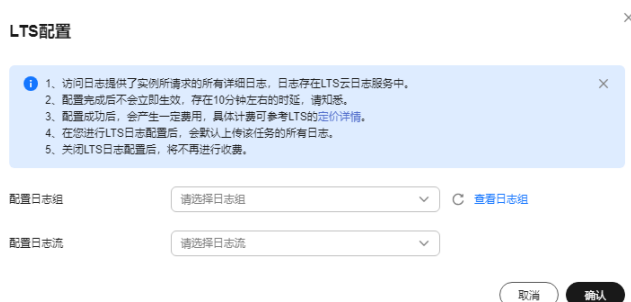 LTS配置
1、访问日志提供了实例所请求的所有详细日志，日志存在LTS云日志服务中。
2、配置完成后不会立即生效，存在10分钟左右的时延，请知悉。
3、配置成功后，会产生一定费用，具体计费可参考LTS的定价详情。
4、在您进行LTS日志配置后，会默认上传该任务的所有日志。
5、关闭LTS日志配置后，将不再进行收费。
配置日志组 请选择日志组 查看日志组
配置日志流 请选择日志流
取消 确认